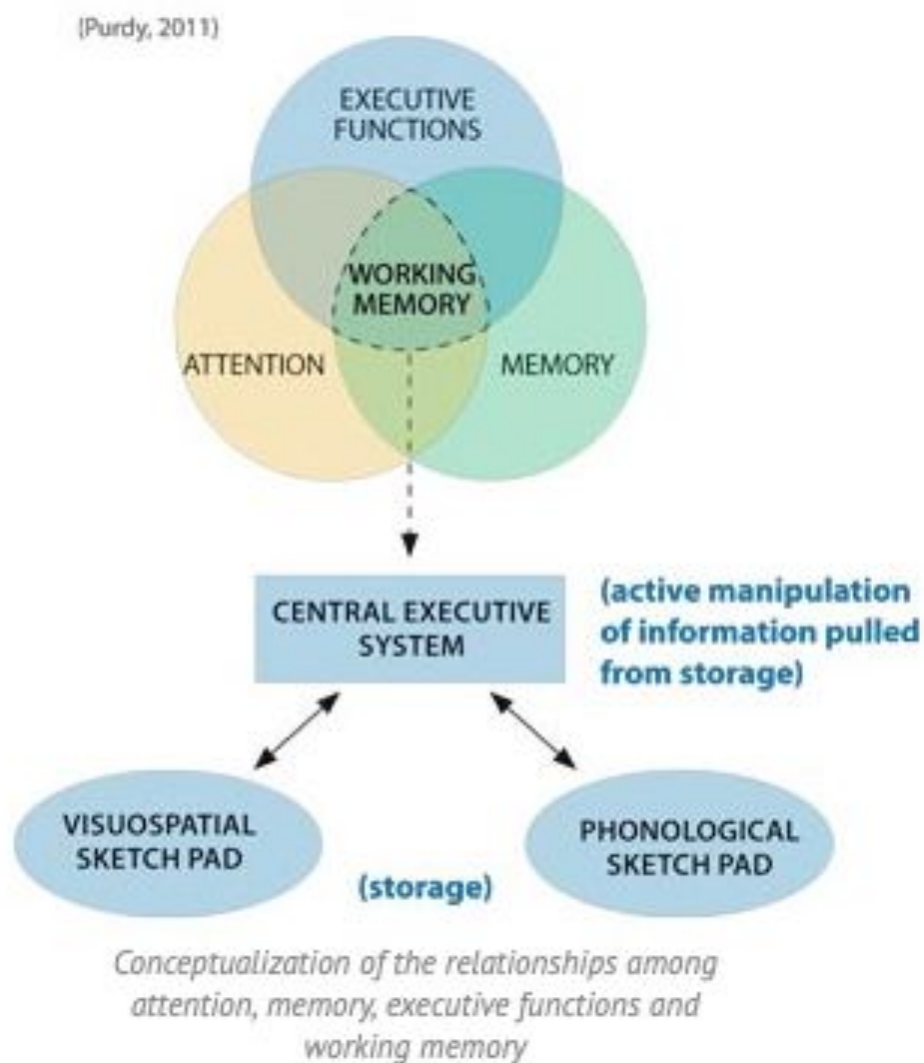 (Purdy, 2011)
EXECUTIVE
FUNCTIONS
WORKING
MEMORY
ATTENTION
MEMORY
CENTRAL EXECUTIVE
SYSTEM
(active manipulation
of information pulled
from storage)
VISUOSPATIAL
SKETCH PAD
PHONOLOGICAL
SKETCH PAD
(storage)
Conceptualization of the relationships among
attention, memory, executive functions and
working memory